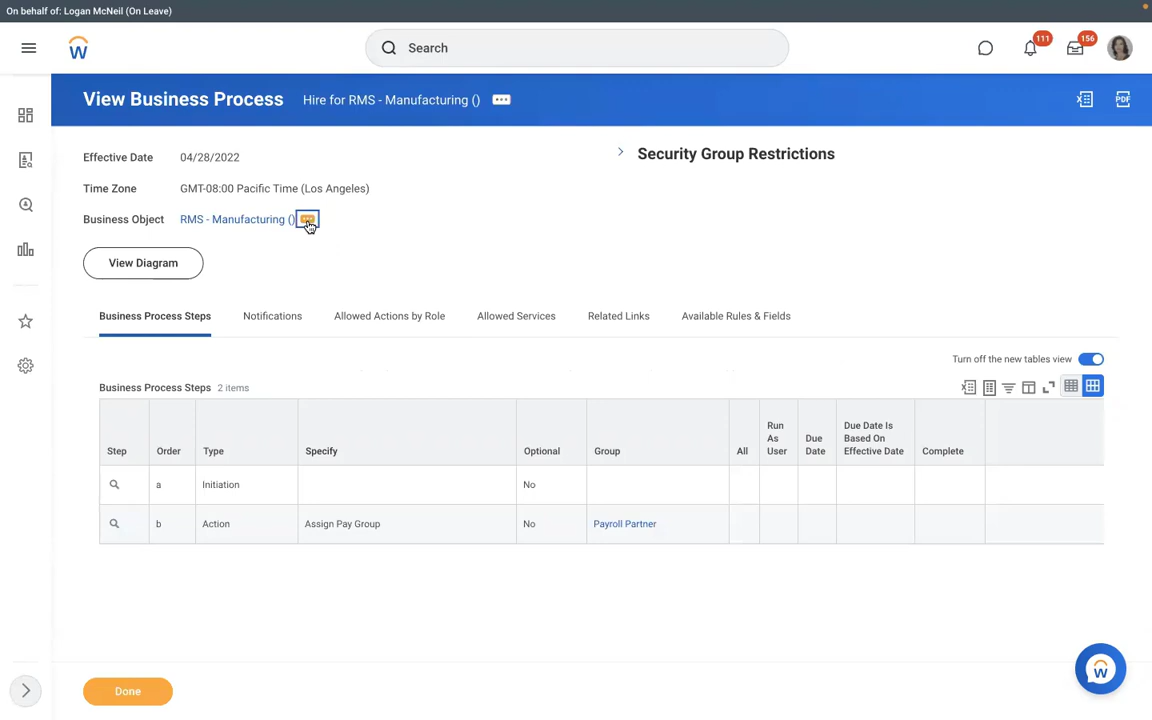 On behalf of: Logan McNeil (On Leave)
Search
111
156
View Business Process
Hire for RMS - Manufacturing ()
PDF
Effective Date 04/28/2022
Security Group Restrictions
Time Zone GMT-08:00 Pacific Time (Los Angeles)
Business Object RMS - Manufacturing ()
View Diagram
Business Process Steps Notifications Allowed Actions by Role Allowed Services Related Links Available Rules & Fields
Turn off the new tables view
Business Process Steps 2 items
Step Order Type Specify Optional Group All Run As User Due Date Due Date Is Based On Effective Date Complete
a Initiation No
b Action Assign Pay Group No Payroll Partner
Done